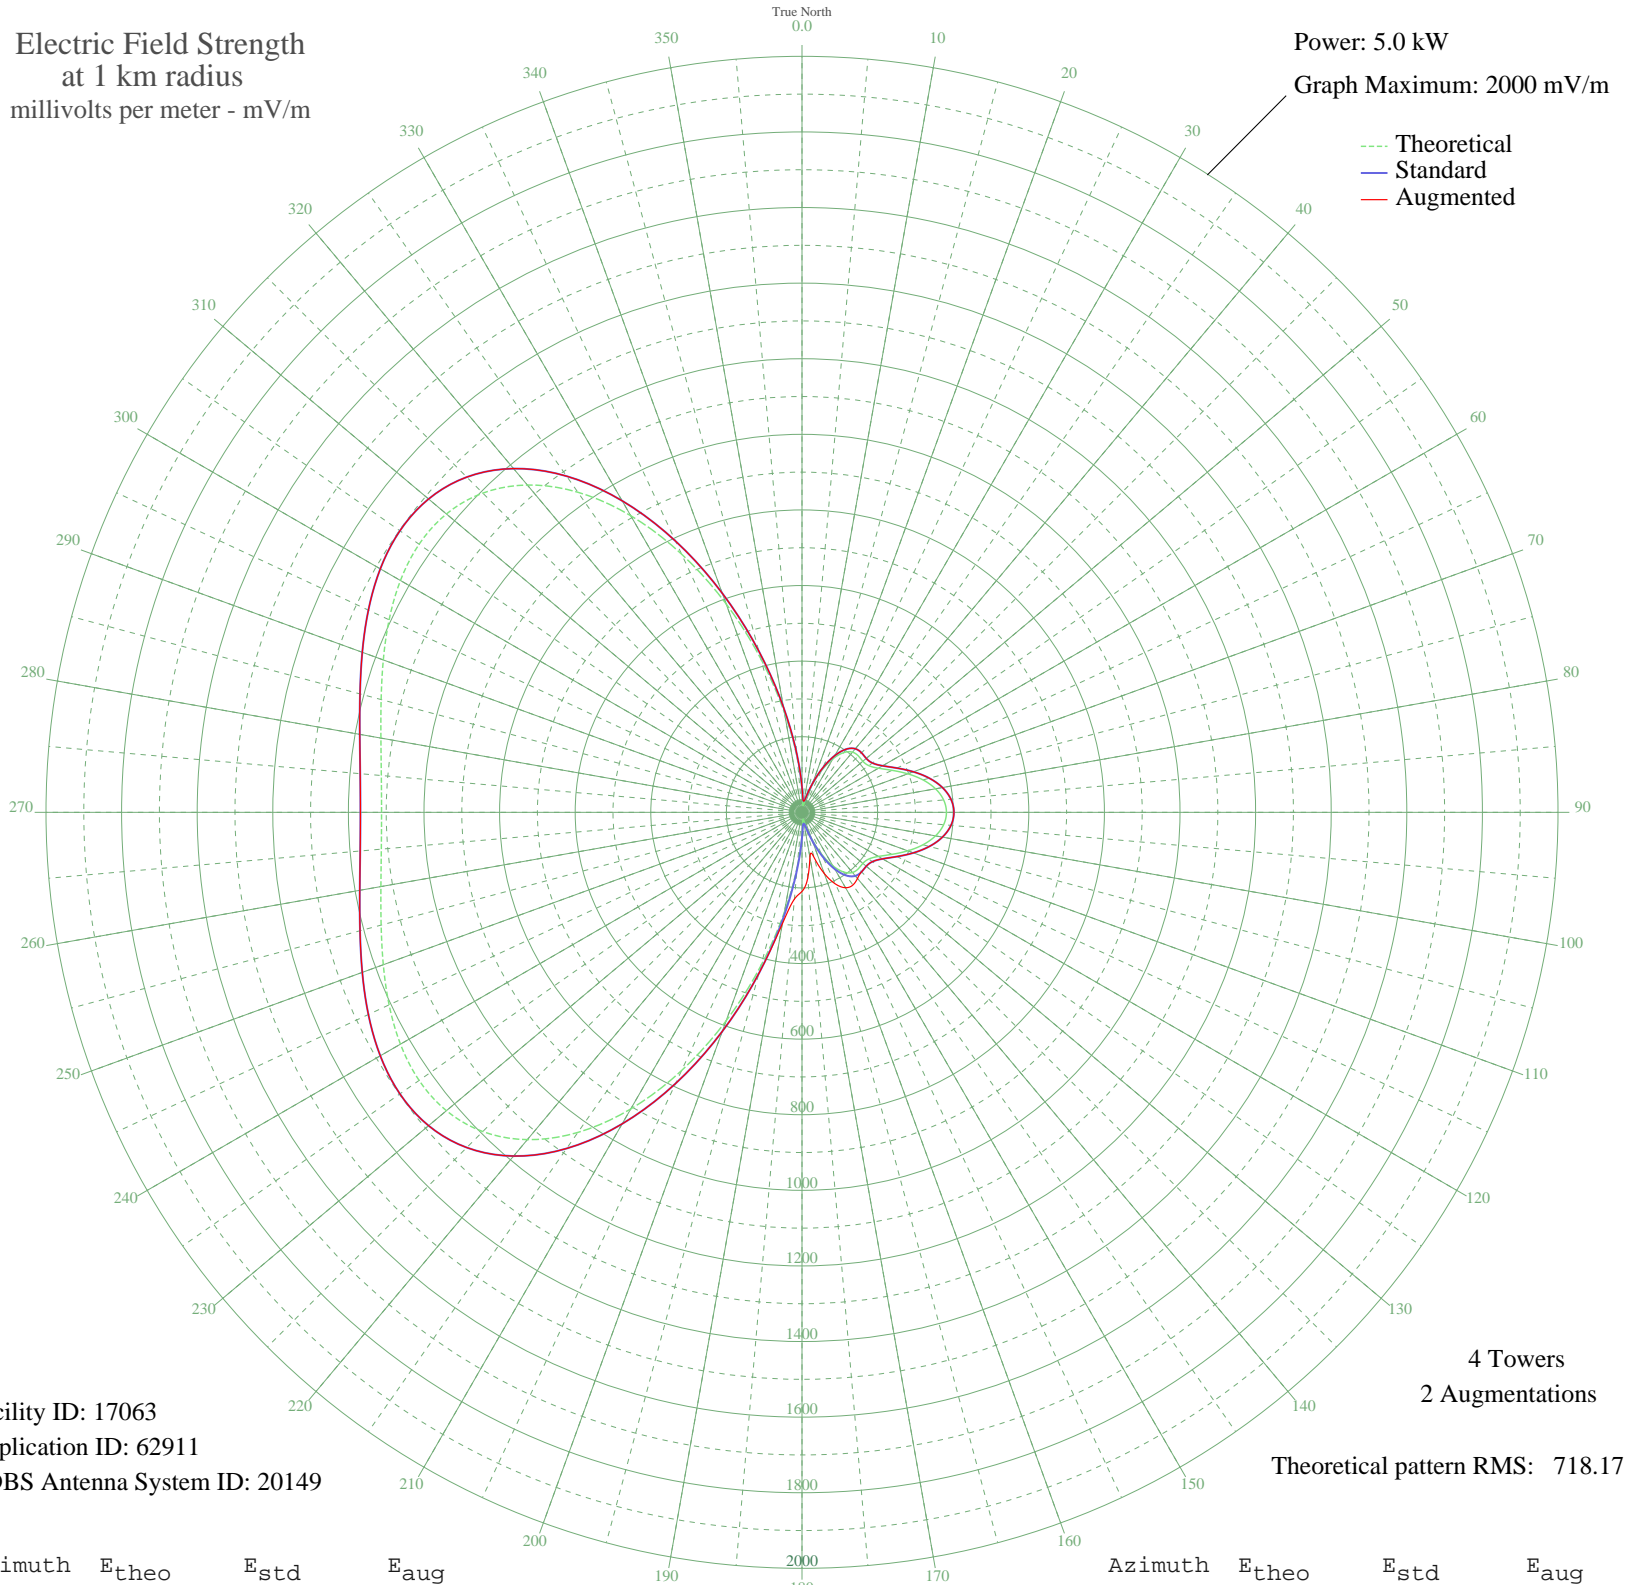 True North
0.0
Electric Field Strength
at 1 km radius
millivolts per meter - mV/m
Power: 5.0 kW
Graph Maximum: 2000 mV/m
Theoretical
Standard
Augmented
10
20
30
40
50
60
70
80
90
100
110
120
130
140
150
160
170
190
200
210
220
230
240
250
260
270
280
290
300
310
320
330
340
350
400
600
800
1000
1200
1400
1600
1800
2000
4 Towers
2 Augmentations
Theoretical pattern RMS: 718.17
cility ID: 17063
plication ID: 62911
DBS Antenna System ID: 20149
imuth Etheo Estd Eaug
Azimuth Etheo Estd Eaug